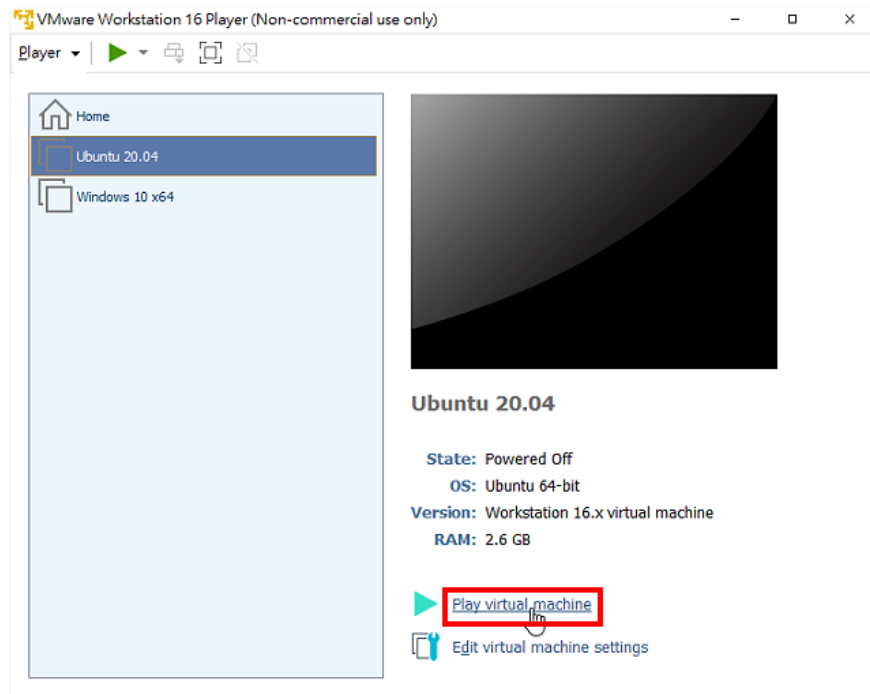 VMware Workstation 16 Player (Non-commercial use only)
Player
Home
Ubuntu 20.04
Windows 10 x64
Ubuntu 20.04
State: Powered Off
OS: Ubuntu 64-bit
Version: Workstation 16.x virtual machine
RAM: 2.6 GB
Play virtual machine
Edit virtual machine settings